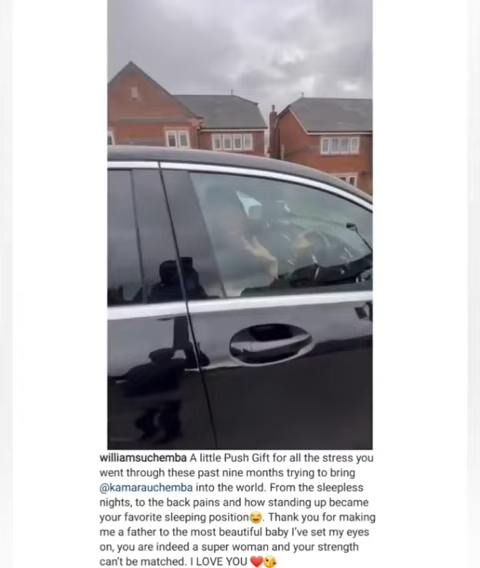 williamsuchemba A little Push Gift for all the stress you
went through these past nine months trying to bring
@kamarauchemba into the world. From the sleepless
nights, to the back pains and how standing up became
your favorite sleeping position😅. Thank you for making
me a father to the most beautiful baby I've set my eyes
on, you are indeed a super woman and your strength
can't be matched. I LOVE YOU ❤️😘